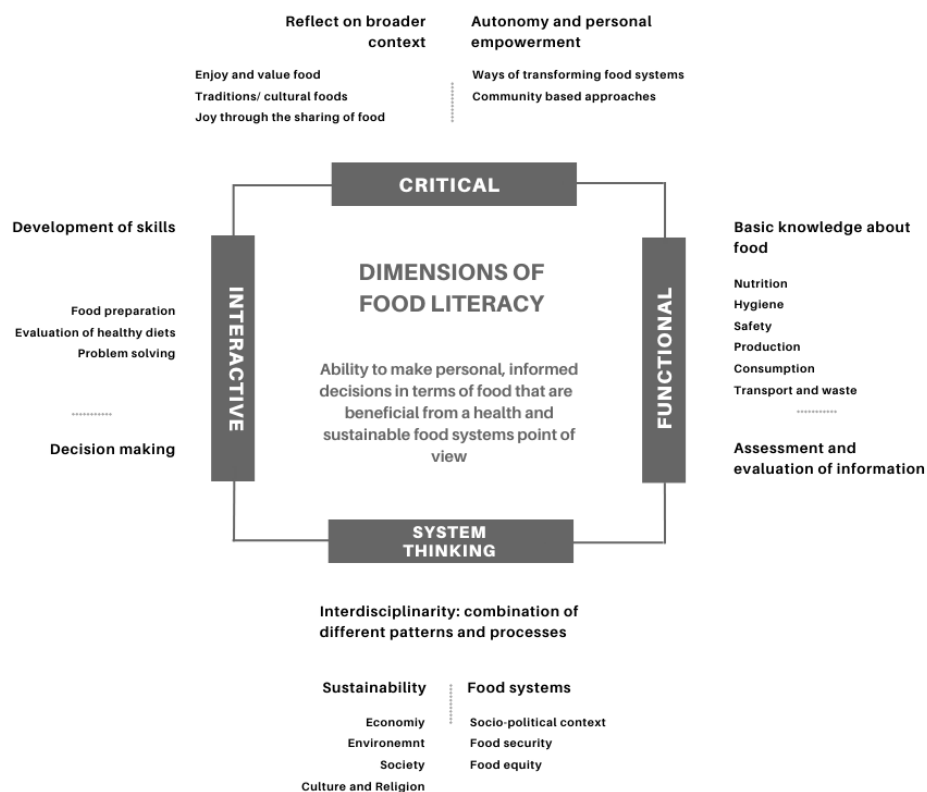 Reflect on broader
context
Enjoy and value food
Traditions/ cultural foods
Joy through the sharing of food
Autonomy and personal
empowerment
Ways of transforming food systems
Community based approaches
CRITICAL
Development of skills
Food preparation
Evaluation of healthy diets
Problem solving
Decision making
INTERACTIVE
DIMENSIONS OF
FOOD LITERACY
Ability to make personal, informed
decisions in terms of food that are
beneficial from a health and
sustainable food systems point of
view
FUNCTIONAL
Basic knowledge about
food
Nutrition
Hygiene
Safety
Production
Consumption
Transport and waste
Assessment and
evaluation of information
SYSTEM
THINKING
Interdisciplinarity: combination of
different patterns and processes
Sustainability
Economiy
Environemnt
Society
Culture and Religion
Food systems
Socio-political context
Food security
Food equity